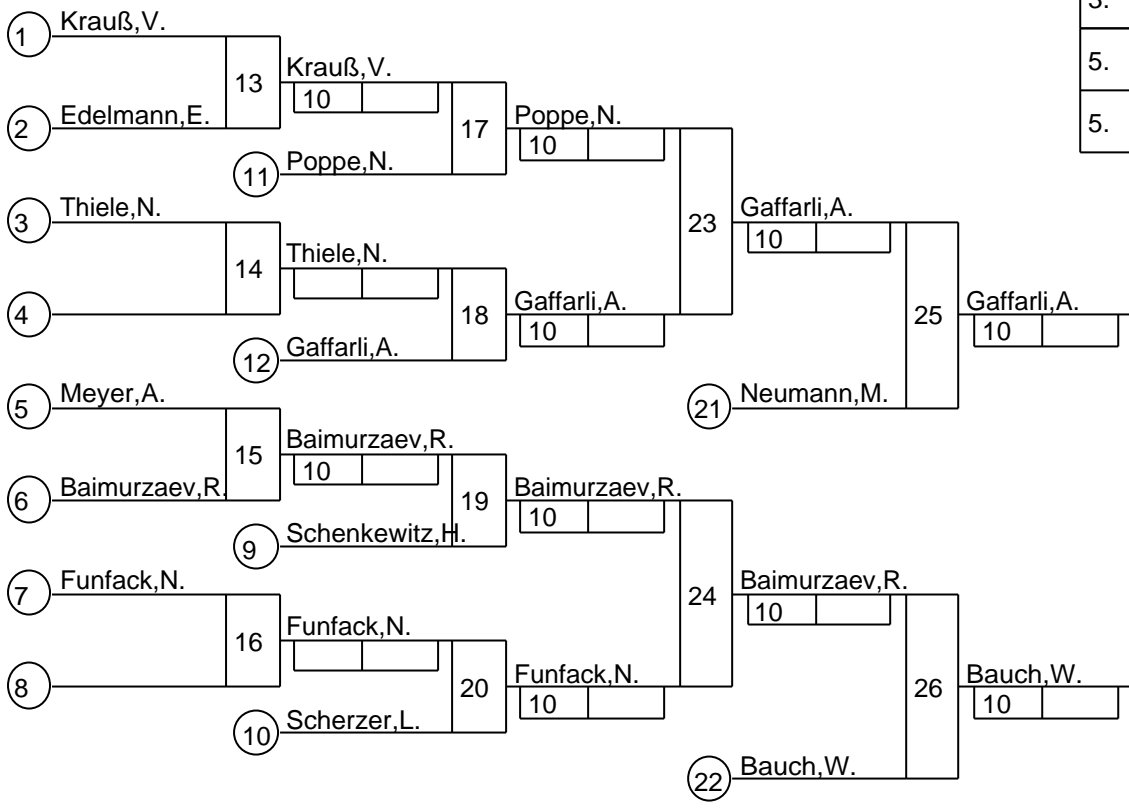 3.
5.
5.
1 Krauß,V.
13
Krauß,V.
10
2 Edelmann,E.
17
Poppe,N.
10
11 Poppe,N.
3 Thiele,N.
23
Gaffarli,A.
10
14
Thiele,N.
18
Gaffarli,A.
10
4
12 Gaffarli,A.
25
Gaffarli,A.
10
5 Meyer,A.
21 Neumann,M.
15
Baimurzaev,R.
10
6 Baimurzaev,R.
19
Baimurzaev,R.
10
9 Schenkewitz,H.
7 Funfack,N.
24
Baimurzaev,R.
10
16
Funfack,N.
8
20
Funfack,N.
10
10 Scherzer,L.
26
Bauch,W.
10
22 Bauch,W.